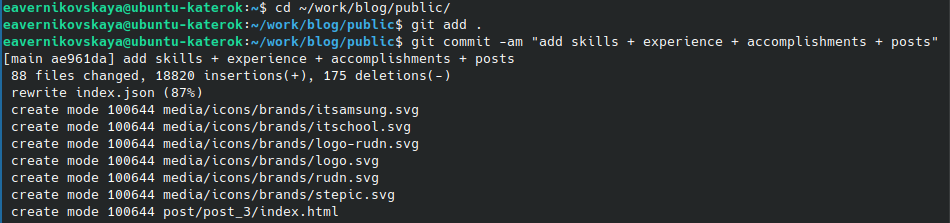 eavernikovskaya@ubuntu-katerok:~$ cd ~/work/blog/public/
eavernikovskaya@ubuntu-katerok:~/work/blog/public$ git add .
eavernikovskaya@ubuntu-katerok:~/work/blog/public$ git commit -am "add skills + experience + accomplishments + posts"
[main ae961da] add skills + experience + accomplishments + posts
 88 files changed, 18820 insertions(+), 175 deletions(-)
 rewrite index.json (87%)
 create mode 100644 media/icons/brands/itsamsung.svg
 create mode 100644 media/icons/brands/itschool.svg
 create mode 100644 media/icons/brands/logo-rudn.svg
 create mode 100644 media/icons/brands/logo.svg
 create mode 100644 media/icons/brands/rudn.svg
 create mode 100644 media/icons/brands/stepic.svg
 create mode 100644 post/post_3/index.html